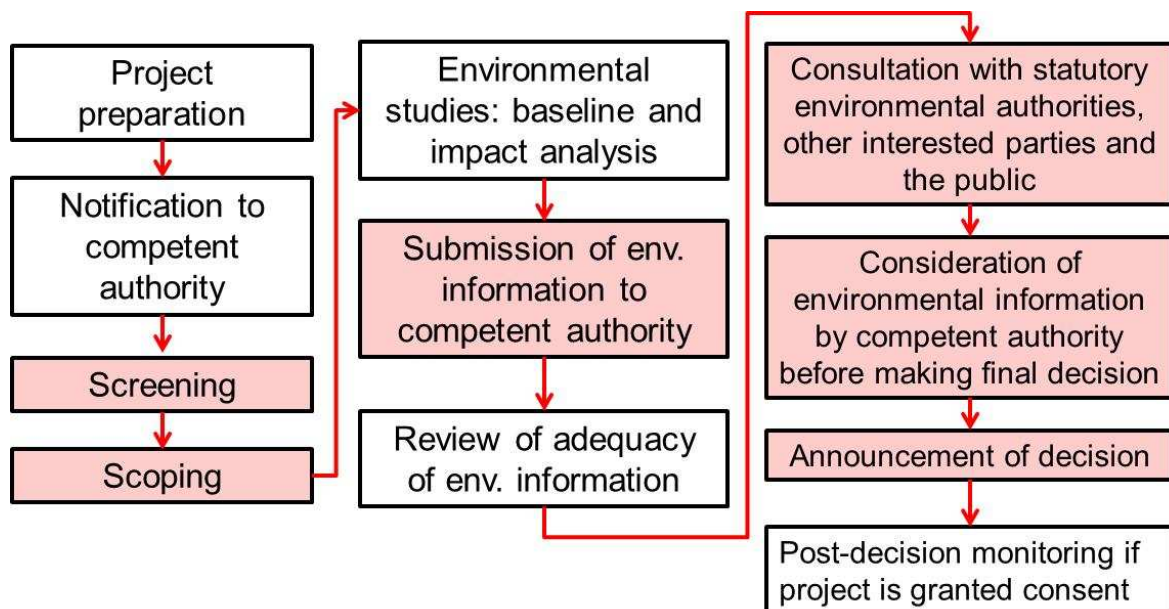 Project
preparation
Notification to
competent
authority
Screening
Scoping
Environmental
studies: baseline and
impact analysis
Submission of env.
information to
competent authority
Review of adequacy
of env. information
Consultation with statutory
environmental authorities,
other interested parties and
the public
Consideration of
environmental information
by competent authority
before making final decision
Announcement of decision
Post-decision monitoring if
project is granted consent